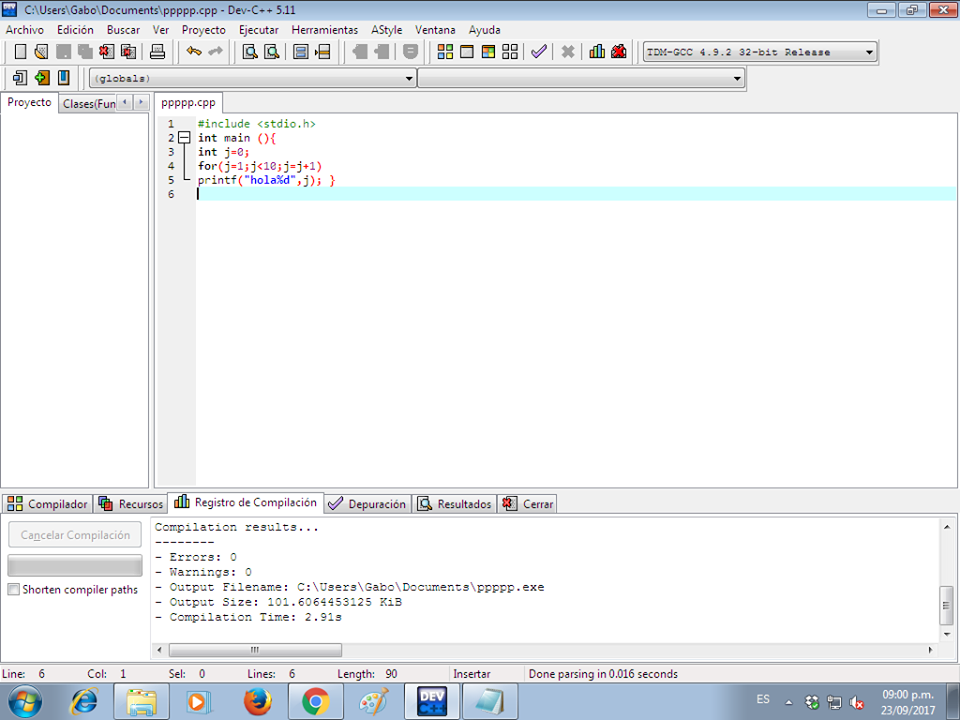 C:\Users\Gabo\Documents\ppppp.cpp - Dev-C++ 5.11
Archivo Edición Buscar Ver Proyecto Ejecutar Herramientas AStyle Ventana Ayuda
TDM-GCC 4.9.2 32-bit Release
(globals)
Proyecto Clases(Fun ppppp.cpp
1 #include <stdio.h>
2 int main (){
3 int j=0;
4 for(j=1;j<10;j=j+1)
5 printf("hola%d",j); }
6
Compilador Recursos Registro de Compilación Depuración Resultados Cerrar
Cancelar Compilación
Shorten compiler paths
Compilation results...
--------
- Errors: 0
- Warnings: 0
- Output Filename: C:\Users\Gabo\Documents\ppppp.exe
- Output Size: 101.6064453125 KiB
- Compilation Time: 2.91s
Line: 6 Col: 1 Sel: 0 Lines: 6 Length: 90 Insertar Done parsing in 0.016 seconds
DEV C++
ES
09:00 p.m.
23/09/2017